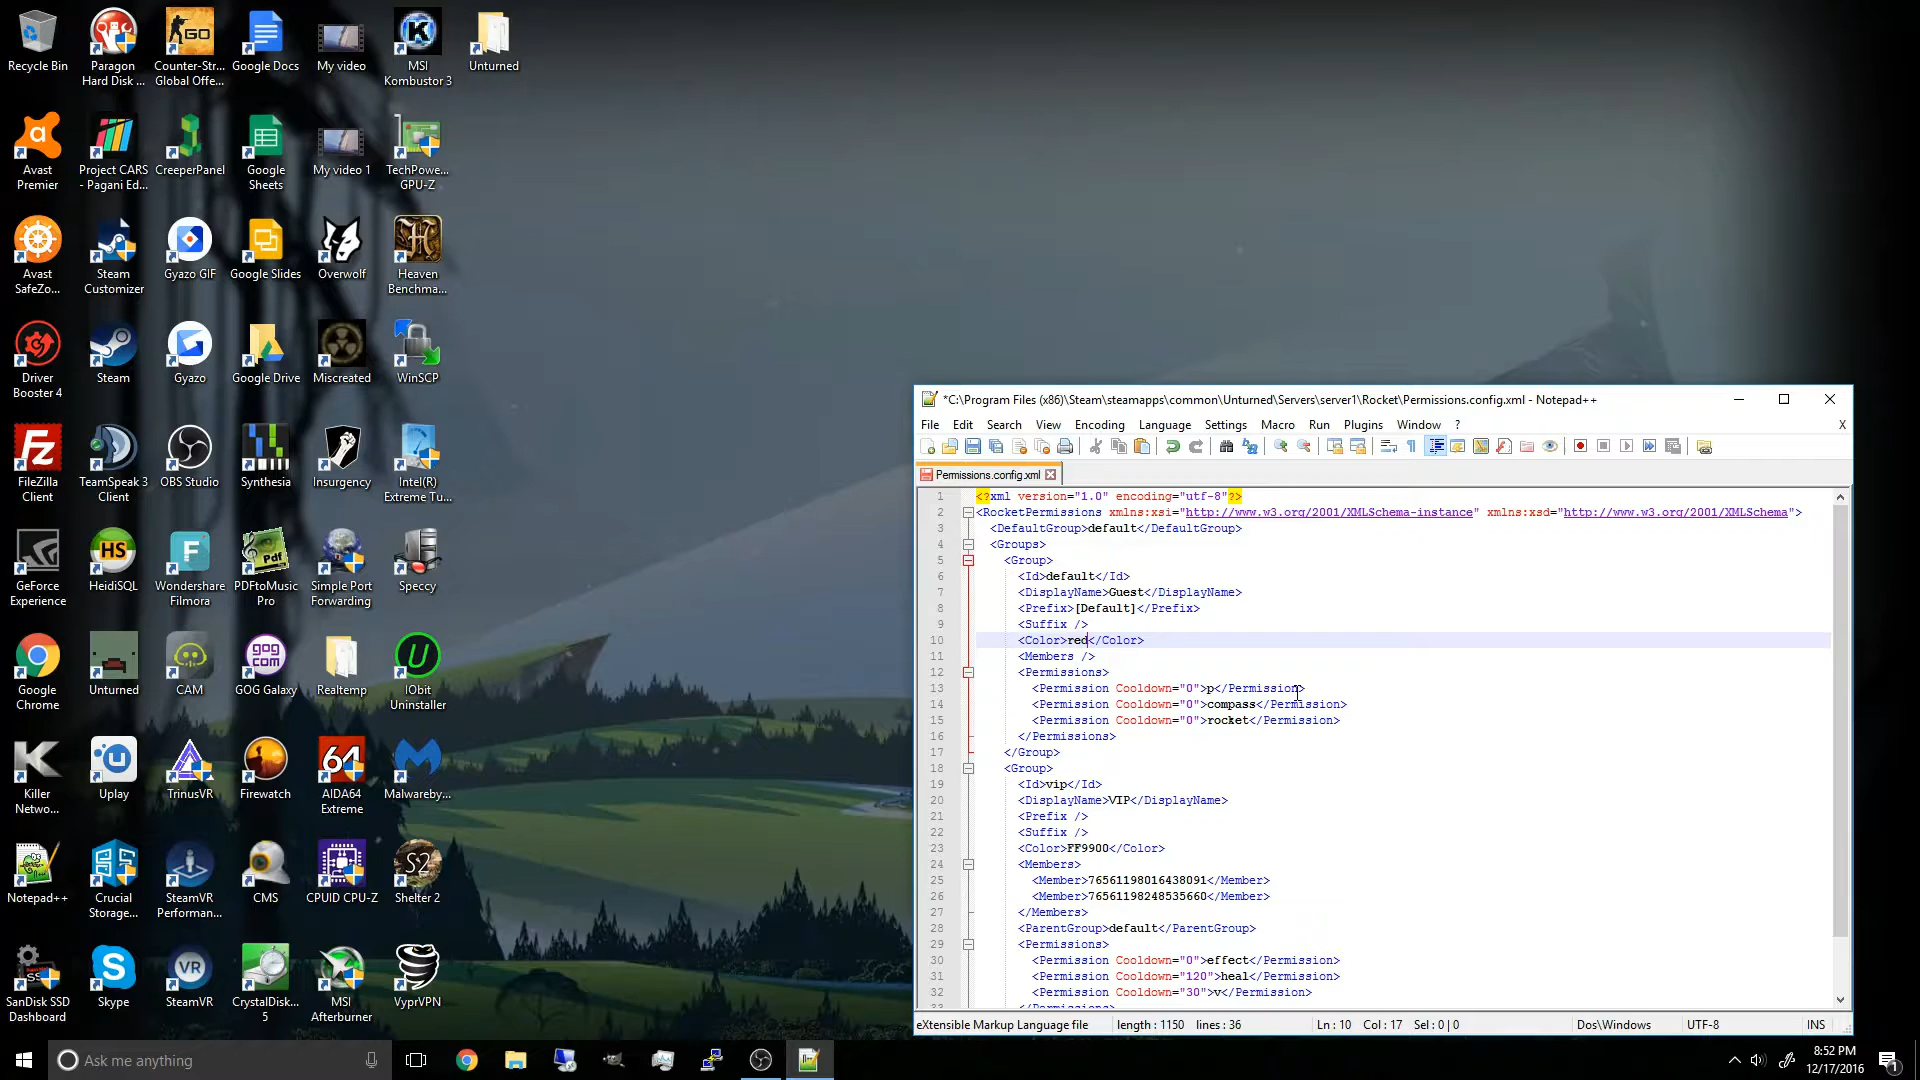 Recycle Bin
Paragon Hard Disk ...
Counter-Str... Global Offe...
Google Docs
My video
MSI Kombustor 3
Unturned
Avast Premier
Project CARS - Pagani Ed...
CreeperPanel
Google Sheets
My video 1
TechPowe... GPU-Z
Avast SafeZo...
Steam Customizer
Gyazo GIF
Google Slides
Overwolf
Heaven Benchma...
Driver Booster 4
Steam
Gyazo
Google Drive
Miscreated
WinSCP
FileZilla Client
TeamSpeak 3 Client
OBS Studio
Synthesia
Insurgency
Intel(R) Extreme Tu...
GeForce Experience
HeidiSQL
Wondershare Filmora
PDFtoMusic Pro
Simple Port Forwarding
Speccy
Google Chrome
Unturned
CAM
GOG Galaxy
Realtemp
IObit Uninstaller
Killer Netwo...
Uplay
TrinusVR
Firewatch
AIDA64 Extreme
Malwareby...
Notepad++
Crucial Storage...
SteamVR Performan...
CMS
CPUID CPU-Z
Shelter 2
SanDisk SSD Dashboard
Skype
SteamVR
CrystalDisk... 5
MSI Afterburner
VyprVPN
*C:\Program Files (x86)\Steam\steamapps\common\Unturned\Servers\server1\Rocket\Permissions.config.xml - Notepad++
File Edit Search View Encoding Language Settings Macro Run Plugins Window ? X
Permissions.config.xml
1 <?xml version="1.0" encoding="utf-8"?>
2 <RocketPermissions xmlns:xsi="http://www.w3.org/2001/XMLSchema-instance" xmlns:xsd="http://www.w3.org/2001/XMLSchema">
3 <DefaultGroup>default</DefaultGroup>
4 <Groups>
5 <Group>
6 <Id>default</Id>
7 <DisplayName>Guest</DisplayName>
8 <Prefix>[Default]</Prefix>
9 <Suffix />
10 <Color>red</Color>
11 <Members />
12 <Permissions>
13 <Permission Cooldown="0">p</Permission>
14 <Permission Cooldown="0">compass</Permission>
15 <Permission Cooldown="0">rocket</Permission>
16 </Permissions>
17 </Group>
18 <Group>
19 <Id>vip</Id>
20 <DisplayName>VIP</DisplayName>
21 <Prefix />
22 <Suffix />
23 <Color>FF9900</Color>
24 <Members>
25 <Member>76561198016438091</Member>
26 <Member>76561198248535660</Member>
27 </Members>
28 <ParentGroup>default</ParentGroup>
29 <Permissions>
30 <Permission Cooldown="0">effect</Permission>
31 <Permission Cooldown="120">heal</Permission>
32 <Permission Cooldown="30">v</Permission>
33 </Permissions>
eXtensible Markup Language file length : 1150 lines : 36 Ln : 10 Col : 17 Sel : 0 | 0 Dos\Windows UTF-8 INS
Ask me anything
8:52 PM
12/17/2016